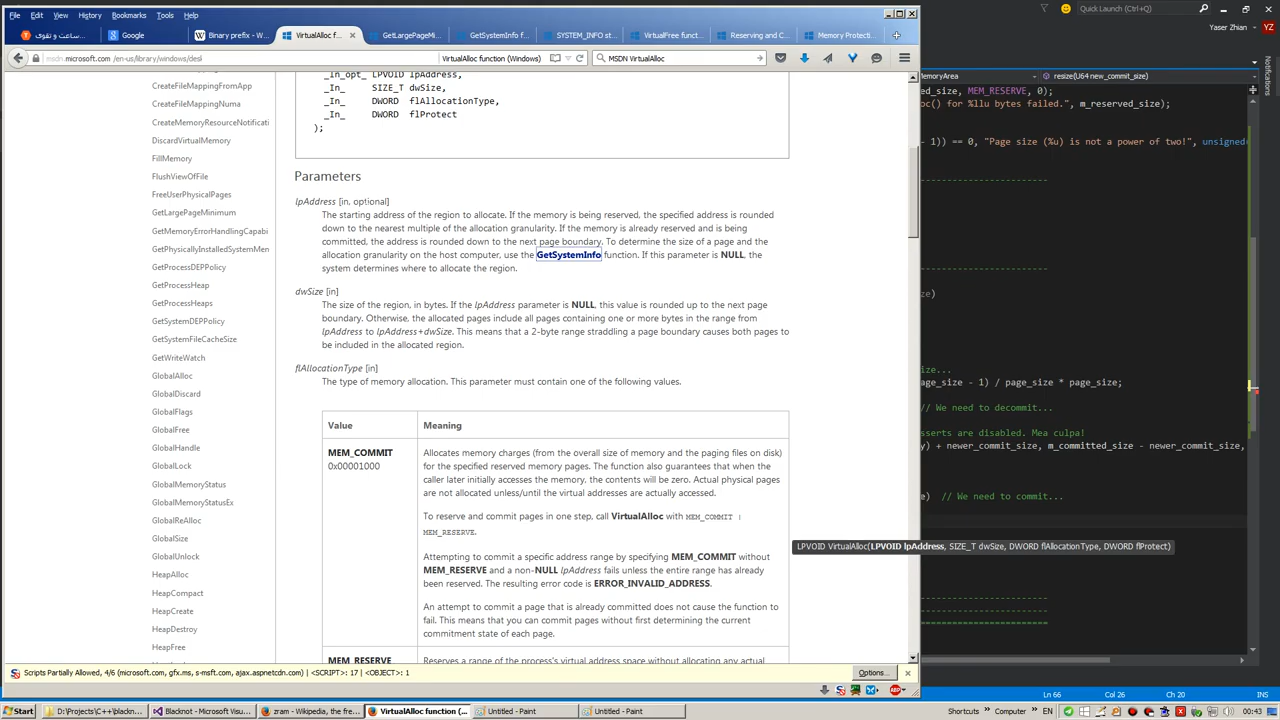 File Edit View History Bookmarks Tools Help
Quick Launch (Ctrl+Q)
Yaser Zhian YZ
ساعت و تقوی
Google
Binary prefix - W...
VirtualAlloc f...
GetLargePageMi...
GetSystemInfo f...
SYSTEM_INFO st...
VirtualFree functi...
Reserving and C...
Memory Protecti...
msdn.microsoft.com/en-us/library/windows/desl
VirtualAlloc function (Windows)
MSDN VirtualAlloc
CreateFileMappingFromApp
CreateFileMappingNuma
CreateMemoryResourceNotificati
DiscardVirtualMemory
FillMemory
FlushViewOfFile
FreeUserPhysicalPages
GetLargePageMinimum
GetMemoryErrorHandlingCapabi
GetPhysicallyInstalledSystemMen
GetProcessDEPPolicy
GetProcessHeap
GetProcessHeaps
GetSystemDEPPolicy
GetSystemFileCacheSize
GetWriteWatch
GlobalAlloc
GlobalDiscard
GlobalFlags
GlobalFree
GlobalHandle
GlobalLock
GlobalMemoryStatus
GlobalMemoryStatusEx
GlobalReAlloc
GlobalSize
GlobalUnlock
HeapAlloc
HeapCompact
HeapCreate
HeapDestroy
HeapFree
_In_opt_ LPVOID lpAddress,
_In_ SIZE_T dwSize,
_In_ DWORD flAllocationType,
_In_ DWORD flProtect
);
Parameters
lpAddress [in, optional]
The starting address of the region to allocate. If the memory is being reserved, the specified address is rounded
down to the nearest multiple of the allocation granularity. If the memory is already reserved and is being
committed, the address is rounded down to the next page boundary. To determine the size of a page and the
allocation granularity on the host computer, use the GetSystemInfo function. If this parameter is NULL, the
system determines where to allocate the region.
dwSize [in]
The size of the region, in bytes. If the lpAddress parameter is NULL, this value is rounded up to the next page
boundary. Otherwise, the allocated pages include all pages containing one or more bytes in the range from
lpAddress to lpAddress+dwSize. This means that a 2-byte range straddling a page boundary causes both pages to
be included in the allocated region.
flAllocationType [in]
The type of memory allocation. This parameter must contain one of the following values.
Value Meaning
MEM_COMMIT
0x00001000
Allocates memory charges (from the overall size of memory and the paging files on disk)
for the specified reserved memory pages. The function also guarantees that when the
caller later initially accesses the memory, the contents will be zero. Actual physical pages
are not allocated unless/until the virtual addresses are actually accessed.
To reserve and commit pages in one step, call VirtualAlloc with MEM_COMMIT |
MEM_RESERVE.
Attempting to commit a specific address range by specifying MEM_COMMIT without
MEM_RESERVE and a non-NULL lpAddress fails unless the entire range has already
been reserved. The resulting error code is ERROR_INVALID_ADDRESS.
An attempt to commit a page that is already committed does not cause the function to
fail. This means that you can commit pages without first determining the current
commitment state of each page.
MEM_RESERVE Reserves a range of the process's virtual address space without allocating any actual
Scripts Partially Allowed, 4/6 (microsoft.com, gfx.ms, s-msft.com, ajax.aspnetcdn.com) | <SCRIPT>: 17 | <OBJECT>: 1
Options...
emoryArea
resize(U64 new_commit_size)
ed_size, MEM_RESERVE, 0);
oc() for %llu bytes failed.", m_reserved_size);
- 1)) == 0, "Page size (%u) is not a power of two!", unsigned(
size)
ize...
page_size - 1) / page_size * page_size;
// We need to decommit...
sserts are disabled. Mea culpa!
y) + newer_commit_size, m_committed_size - newer_commit_size,
e) // We need to commit...
LPVOID VirtualAlloc(LPVOID lpAddress, SIZE_T dwSize, DWORD flAllocationType, DWORD flProtect)
Notifications
Ln 66 Col 26 Ch 20 INS
Start
D:\Projects\C++\blackn...
Blacknot - Microsoft Visu...
zram - Wikipedia, the fre...
VirtualAlloc function (...
Untitled - Paint
Untitled - Paint
Shortcuts » Computer » EN
00:43